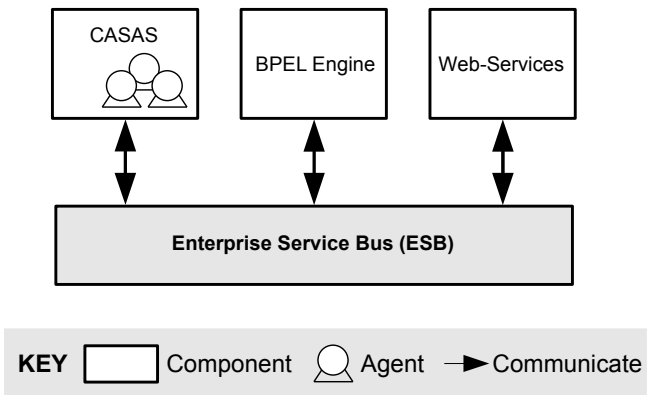 CASAS
BPEL Engine
Web-Services
Enterprise Service Bus (ESB)
KEY Component Agent Communicate